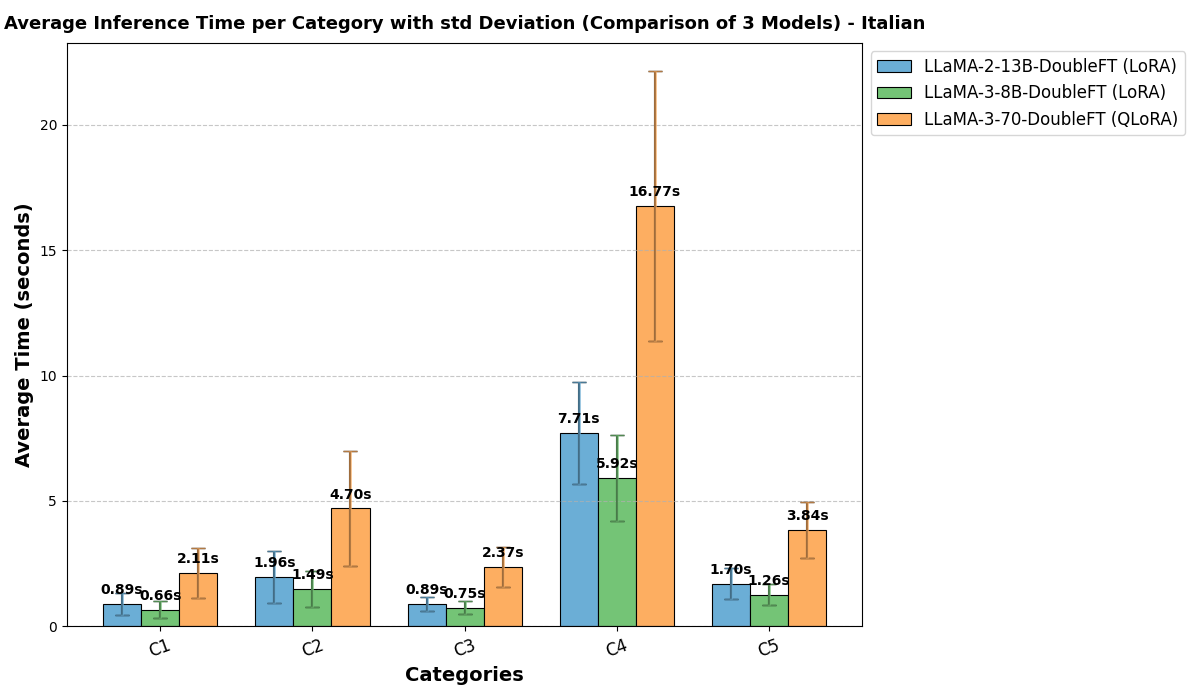 Average Inference Time per Category with std Deviation (Comparison of 3 Models) - Italian
LLaMA-2-13B-DoubleFT (LoRA)
LLaMA-3-8B-DoubleFT (LoRA)
LLaMA-3-70-DoubleFT (QLoRA)
Average Time (seconds)
20
15
10
5
0
0.89s
0.66s
2.11s
1.96s
1.49s
4.70s
0.89s
0.75s
2.37s
7.71s
5.92s
16.77s
1.70s
1.26s
3.84s
C1
C2
C3
C4
C5
Categories